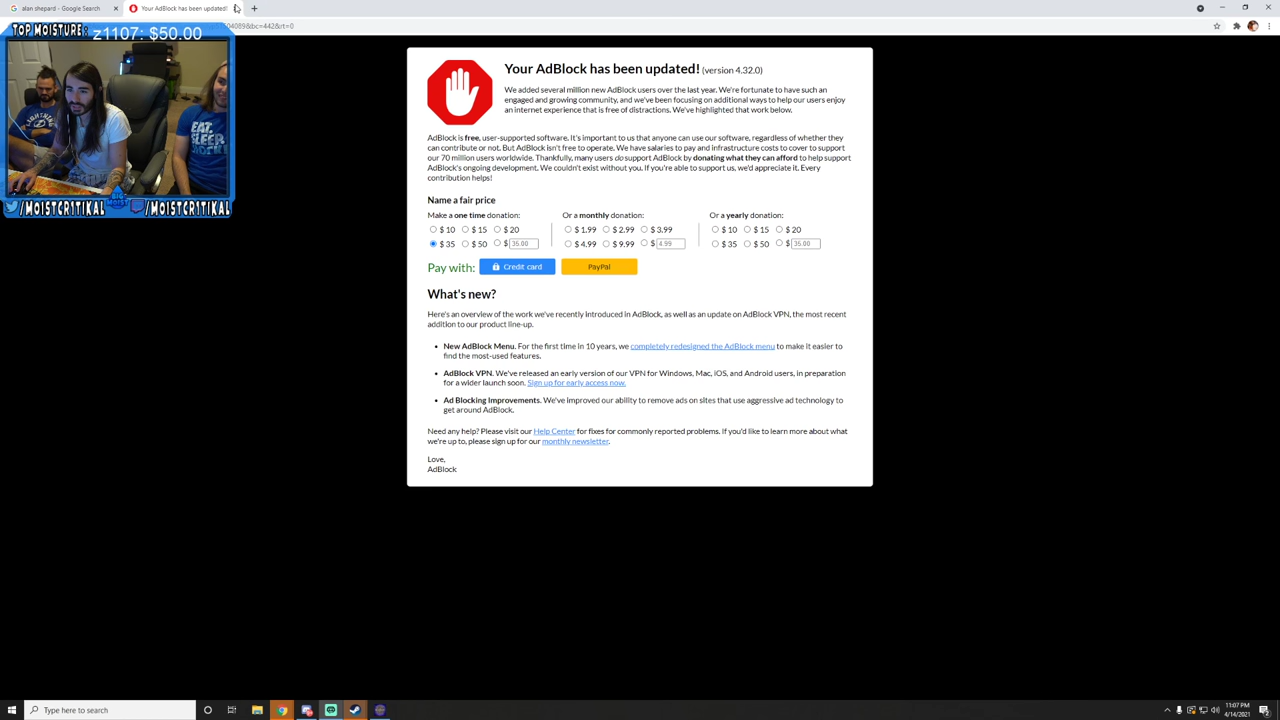 alan shepard - Google Search
Your AdBlock has been updated!
4089&bc=442&rt=0
TOP MOISTURE: z1107: $50.00
EAT.
SLEEP
BIG MOIST
/MOISTCR1TIKAL /MOISTCR1TIKAL
Your AdBlock has been updated! (version 4.32.0)
We added several million new AdBlock users over the last year. We're fortunate to have such an
engaged and growing community, and we've been focusing on additional ways to help our users enjoy
an internet experience that is free of distractions. We've highlighted that work below.
AdBlock is free, user-supported software. It's important to us that anyone can use our software, regardless of whether they
can contribute or not. But AdBlock isn't free to operate. We have salaries to pay and infrastructure costs to cover to support
our 70 million users worldwide. Thankfully, many users do support AdBlock by donating what they can afford to help support
AdBlock's ongoing development. We couldn't exist without you. If you're able to support us, we'd appreciate it. Every
contribution helps!
Name a fair price
Make a one time donation: Or a monthly donation: Or a yearly donation:
$ 10 $ 15 $ 20 $ 1.99 $ 2.99 $ 3.99 $ 10 $ 15 $ 20
$ 35 $ 50 $ 35.00 $ 4.99 $ 9.99 $ 4.99 $ 35 $ 50 $ 35.00
Pay with: Credit card PayPal
What's new?
Here's an overview of the work we've recently introduced in AdBlock, as well as an update on AdBlock VPN, the most recent
addition to our product line-up.
• New AdBlock Menu. For the first time in 10 years, we completely redesigned the AdBlock menu to make it easier to
find the most-used features.
• AdBlock VPN. We've released an early version of our VPN for Windows, Mac, iOS, and Android users, in preparation
for a wider launch soon. Sign up for early access now.
• Ad Blocking Improvements. We've improved our ability to remove ads on sites that use aggressive ad technology to
get around AdBlock.
Need any help? Please visit our Help Center for fixes for commonly reported problems. If you'd like to learn more about what
we're up to, please sign up for our monthly newsletter.
Love,
AdBlock
Type here to search
11:07 PM
4/14/2021